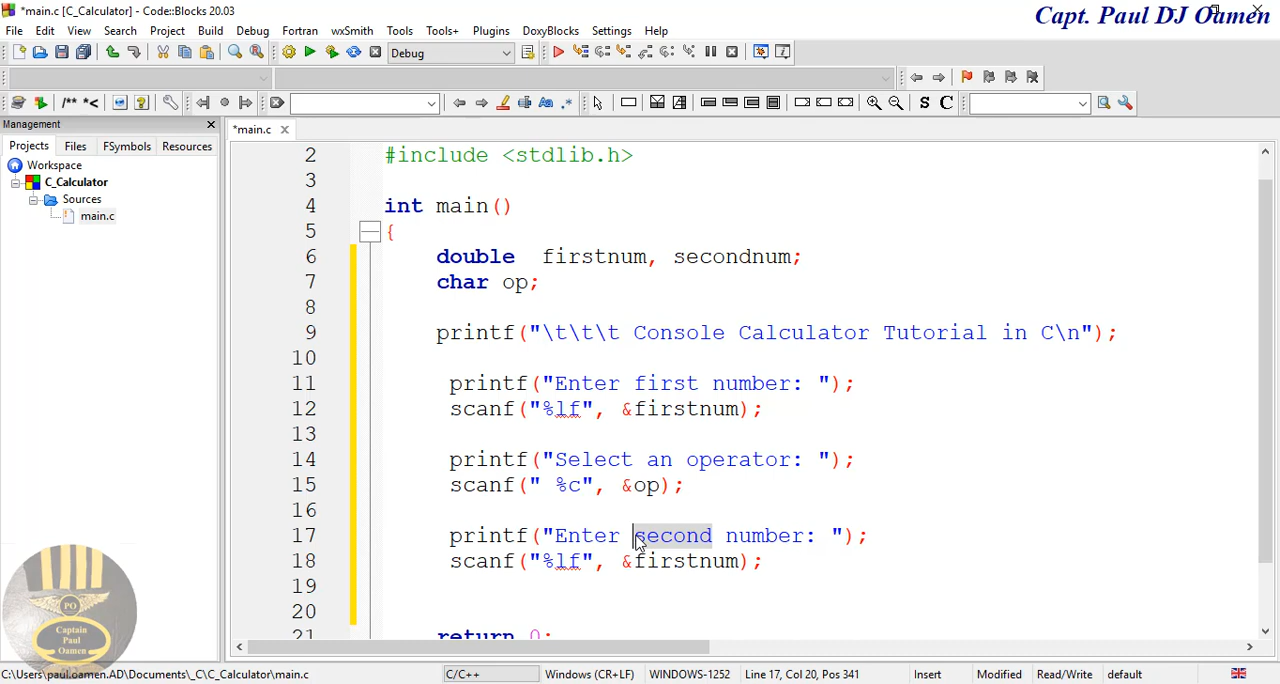 *main.c [C_Calculator] - Code::Blocks 20.03
Capt. Paul DJ Oamen
File Edit View Search Project Build Debug Fortran wxSmith Tools Tools+ Plugins DoxyBlocks Settings Help
Debug
/** *<
Aa .*
S C
Management
*main.c
Projects Files FSymbols Resources
Workspace
C_Calculator
Sources
main.c
2 #include <stdlib.h>
3
4 int main()
5 {
6 double firstnum, secondnum;
7 char op;
8
9 printf("\t\t\t Console Calculator Tutorial in C\n");
10
11 printf("Enter first number: ");
12 scanf("%lf", &firstnum);
13
14 printf("Select an operator: ");
15 scanf(" %c", &op);
16
17 printf("Enter second number: ");
18 scanf("%lf", &firstnum);
19
20
21 return 0;
PO
Captain
Paul
Oamen
C:\Users\paul.oamen.AD\Documents\_C\C_Calculator\main.c C/C++ Windows (CR+LF) WINDOWS-1252 Line 17, Col 20, Pos 341 Insert Modified Read/Write default